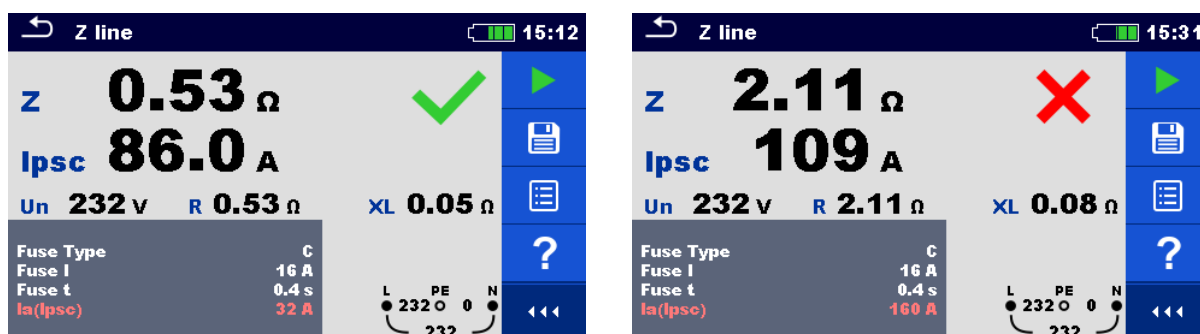 Z line 15:12
Z 0.53 Ω
Ipsc 86.0 A
Un 232 V R 0.53 Ω XL 0.05 Ω
Fuse Type C
Fuse I 16 A
Fuse t 0.4 s
Ia(Ipsc) 32 A
L PE N
232 0
232
?
Z line 15:31
Z 2.11 Ω
Ipsc 109 A
Un 232 V R 2.11 Ω XL 0.08 Ω
Fuse Type C
Fuse I 16 A
Fuse t 0.4 s
Ia(Ipsc) 160 A
L PE N
232 0
232
?